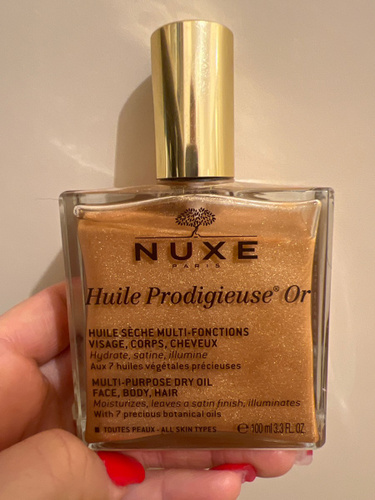 NUXE
PARIS
Huile Prodigieuse® Or
HUILE SÈCHE MULTI-FONCTIONS
VISAGE, CORPS, CHEVEUX
Hydrate, satine, illumine
Aux 7 huiles végétales précieuses
MULTI-PURPOSE DRY OIL
FACE, BODY, HAIR
Moisturizes, leaves a satin finish, illuminates
With 7 precious botanical oils
■ TOUTES PEAUX - ALL SKIN TYPES ℮ 100 ml 3.3 FL. OZ.